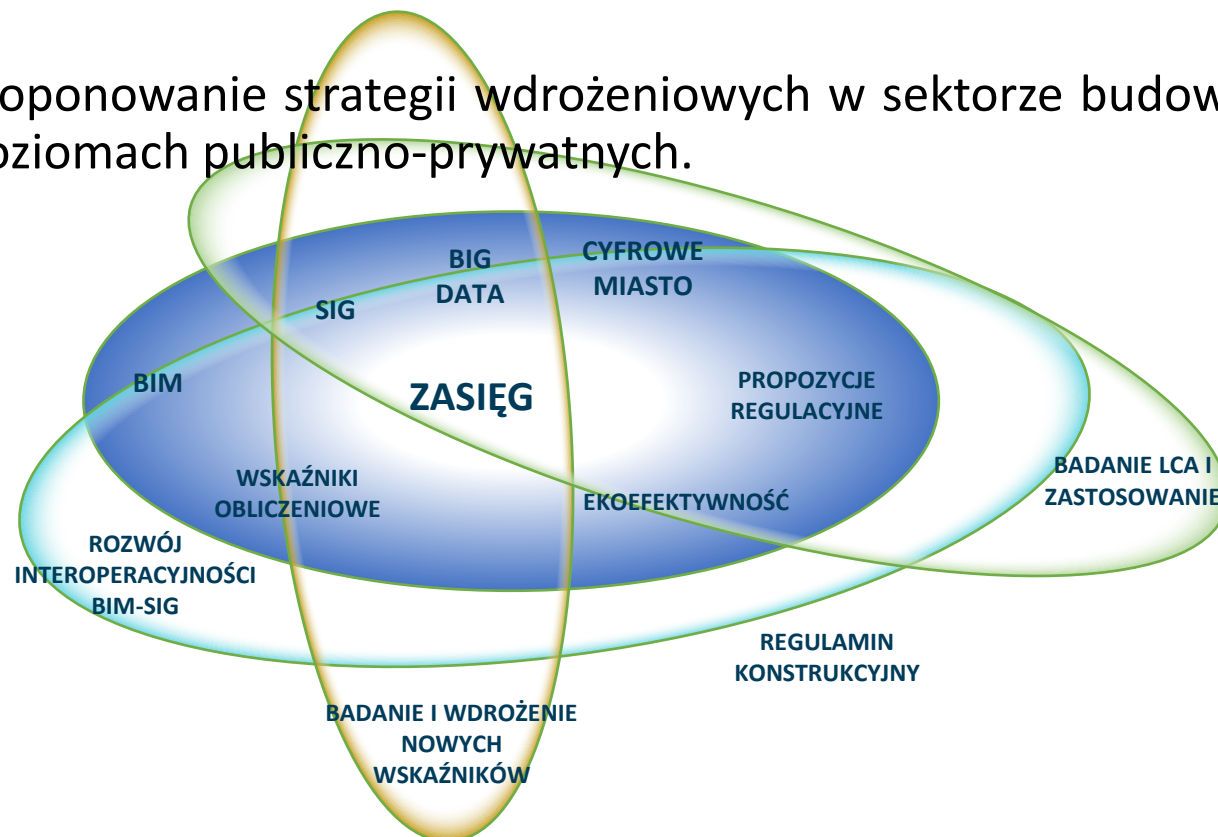 oponowanie strategii wdrożeniowych w sektorze budow
oziomach publiczno-prywatnych.
BIG
DATA
CYFROWE
MIASTO
SIG
BIM
ZASIĘG
PROPOZYCJE
REGULACYJNE
WSKAŹNIKI
OBLICZENIOWE
EKOEFEKTYWNOŚĆ
BADANIE LCA I
ZASTOSOWANIE
ROZWÓJ
INTEROPERACYJNOŚCI
BIM-SIG
REGULAMIN
KONSTRUKCYJNY
BADANIE I WDROŻENIE
NOWYCH
WSKAŹNIKÓW